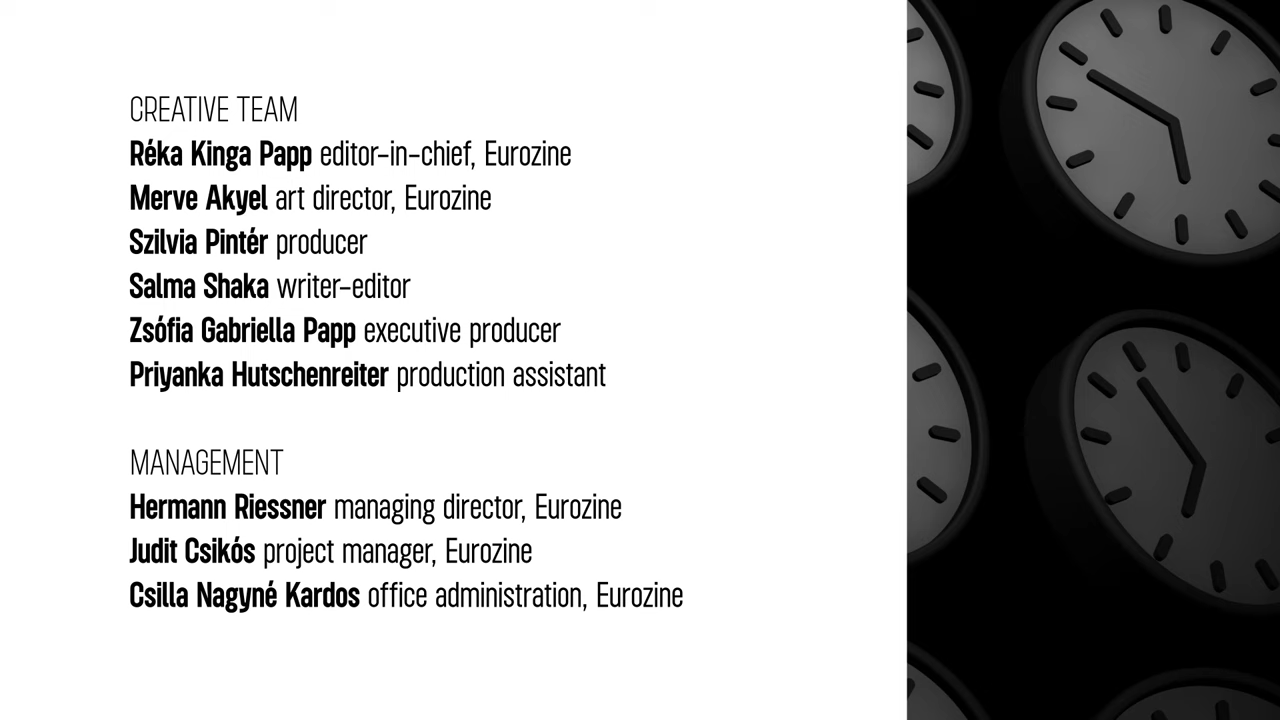 CREATIVE TEAM
Réka Kinga Papp editor-in-chief, Eurozine
Merve Akyel art director, Eurozine
Szilvia Pintér producer
Salma Shaka writer-editor
Zsófia Gabriella Papp executive producer
Priyanka Hutschenreiter production assistant
MANAGEMENT
Hermann Riessner managing director, Eurozine
Judit Csikós project manager, Eurozine
Csilla Nagyné Kardos office administration, Eurozine